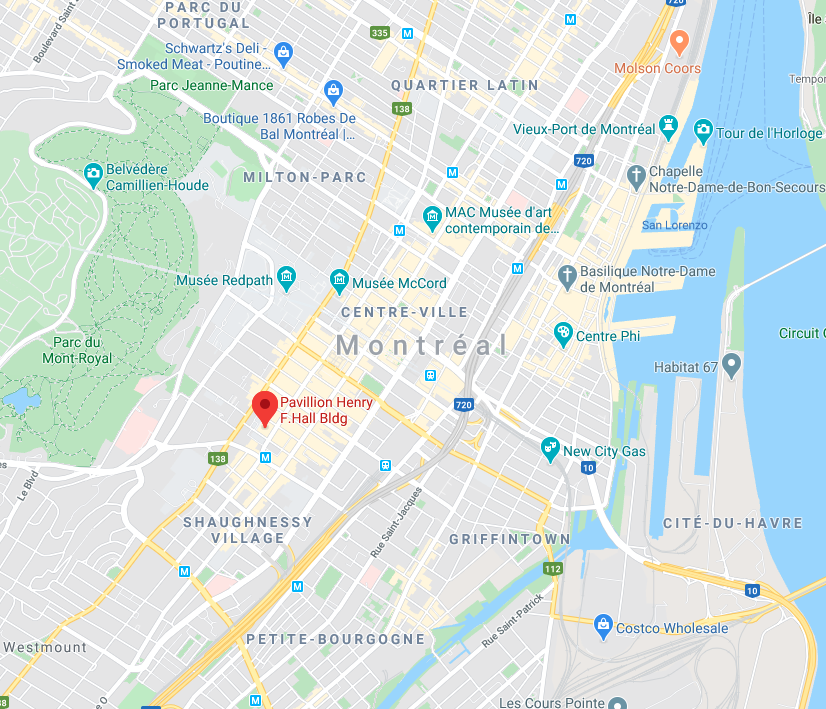 720
PARC DU
PORTUGAL
Boulevard Saint
335
M
M
Île
Schwartz's Deli -
Smoked Meat - Poutine...
Molson Coors
Tempor
Parc Jeanne-Mance
QUARTIER LATIN
138
Boutique 1861 Robes De
Bal Montréal |...
Vieux-Port de Montréal
Tour de l'Horloge
720
Belvédère
Camillien-Houde
MILTON-PARC
M
M
Chapelle
Notre-Dame-de-Bon-Secours
MAC Musée d'art
contemporain de...
San Lorenzo
M
M
Musée Redpath
Musée McCord
Basilique Notre-Dame
de Montréal
CENTRE-VILLE
Montréal
Centre Phi
Circuit
Parc du
Mont-Royal
Habitat 67
Pavillion Henry
F.Hall Bldg
720
138
M
New City Gas
10
es
Le Blvd
Rue Saint-Jacques
SHAUGHNESSY
VILLAGE
CITÉ-DU-HAVRE
GRIFFINTOWN
M
M
112
10
Rue Saint-Patrick
Costco Wholesale
PETITE-BOURGOGNE
Westmount
M
Les Cours Pointe